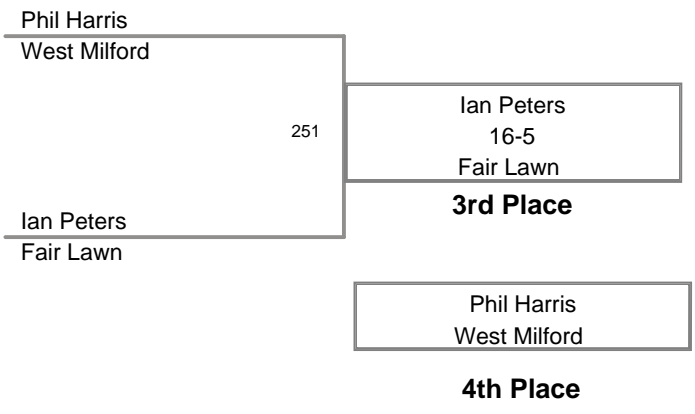 Phil Harris
West Milford
251
Ian Peters
16-5
Fair Lawn
3rd Place
Ian Peters
Fair Lawn
Phil Harris
West Milford
4th Place